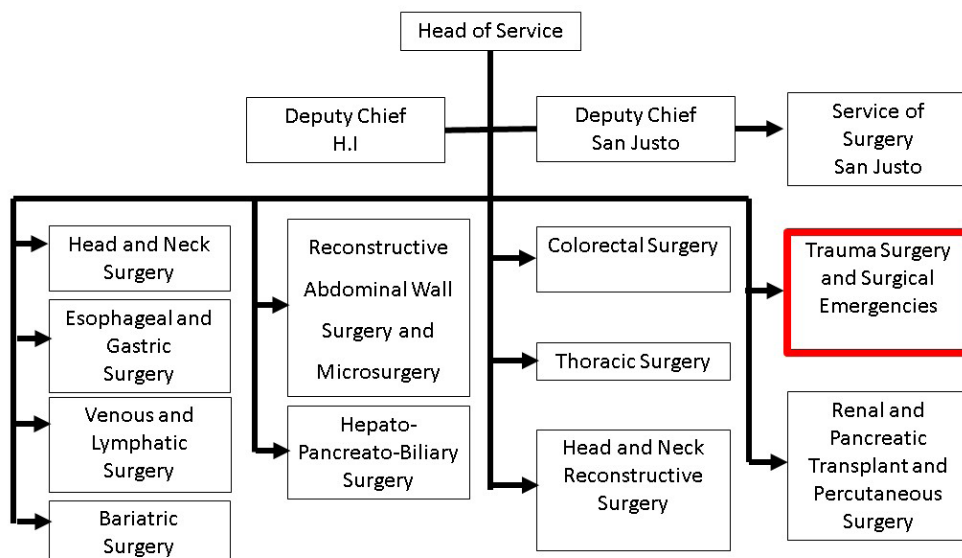 Head of Service
Deputy Chief
H.I
Deputy Chief
San Justo
Service of
Surgery
San Justo
Head and Neck
Surgery
Esophageal and
Gastric
Surgery
Venous and
Lymphatic
Surgery
Bariatric
Surgery
Reconstructive
Abdominal Wall
Surgery and
Microsurgery
Hepato-
Pancreato-Biliary
Surgery
Colorectal Surgery
Thoracic Surgery
Head and Neck
Reconstructive
Surgery
Trauma Surgery
and Surgical
Emergencies
Renal and
Pancreatic
Transplant and
Percutaneous
Surgery